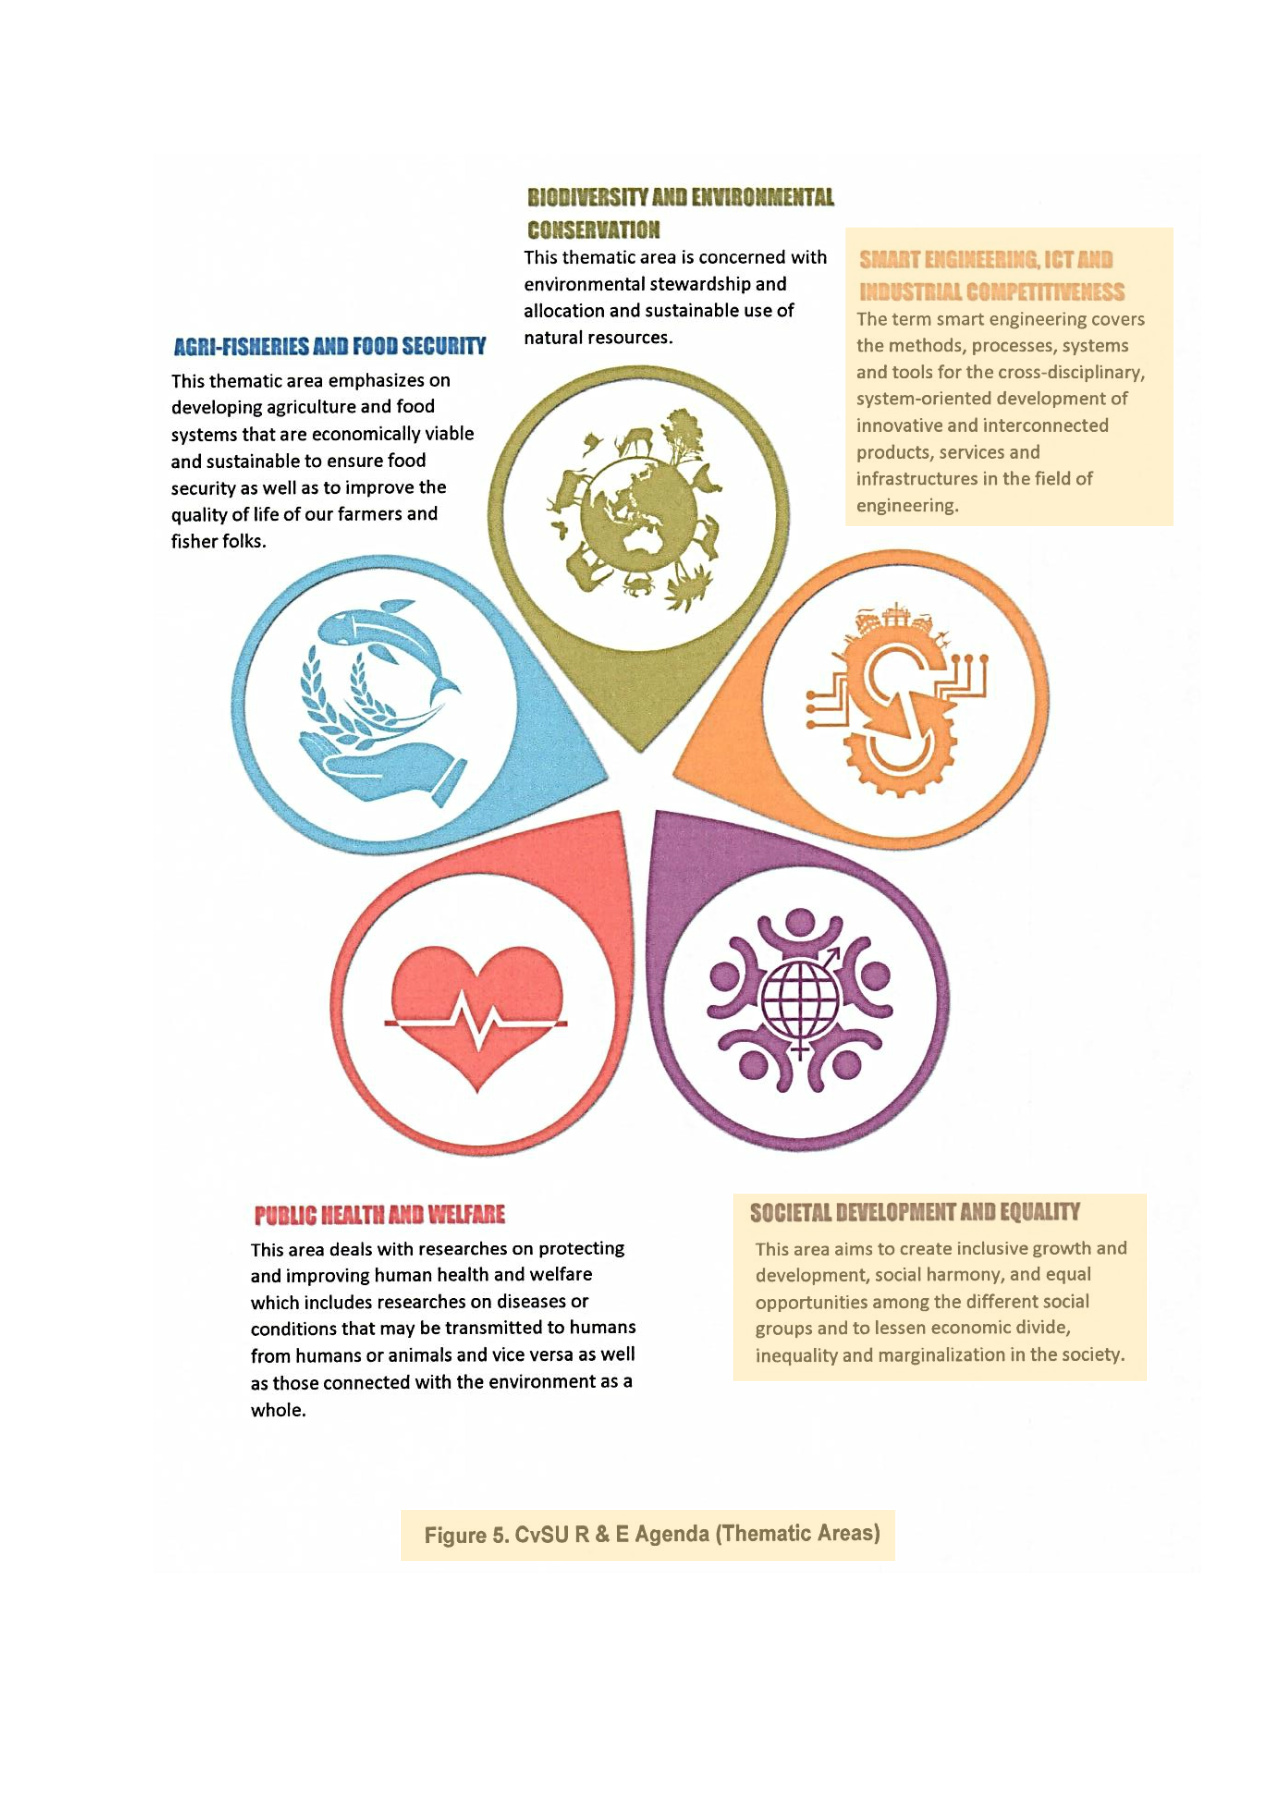 BIODIVERSITY AND ENVIRONMENTAL
CONSERVATION
This thematic area is concerned with
environmental stewardship and
allocation and sustainable use of
natural resources.
SMART ENGINEERING, ICT AND
INDUSTRIAL COMPETITIVENESS
The term smart engineering covers
the methods, processes, systems
and tools for the cross-disciplinary,
system-oriented development of
innovative and interconnected
products, services and
infrastructures in the field of
engineering.
AGRI-FISHERIES AND FOOD SECURITY
This thematic area emphasizes on
developing agriculture and food
systems that are economically viable
and sustainable to ensure food
security as well as to improve the
quality of life of our farmers and
fisher folks.
PUBLIC HEALTH AND WELFARE
This area deals with researches on protecting
and improving human health and welfare
which includes researches on diseases or
conditions that may be transmitted to humans
from humans or animals and vice versa as well
as those connected with the environment as a
whole.
SOCIETAL DEVELOPMENT AND EQUALITY
This area aims to create inclusive growth and
development, social harmony, and equal
opportunities among the different social
groups and to lessen economic divide,
inequality and marginalization in the society.
Figure 5. CvSU R & E Agenda (Thematic Areas)